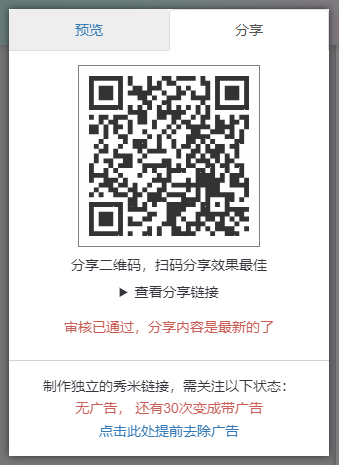 预览
分享
分享二维码，扫码分享效果最佳
▶ 查看分享链接
审核已通过，分享内容是最新的了
制作独立的秀米链接，需关注以下状态：
无广告， 还有30次变成带广告
点击此处提前去除广告